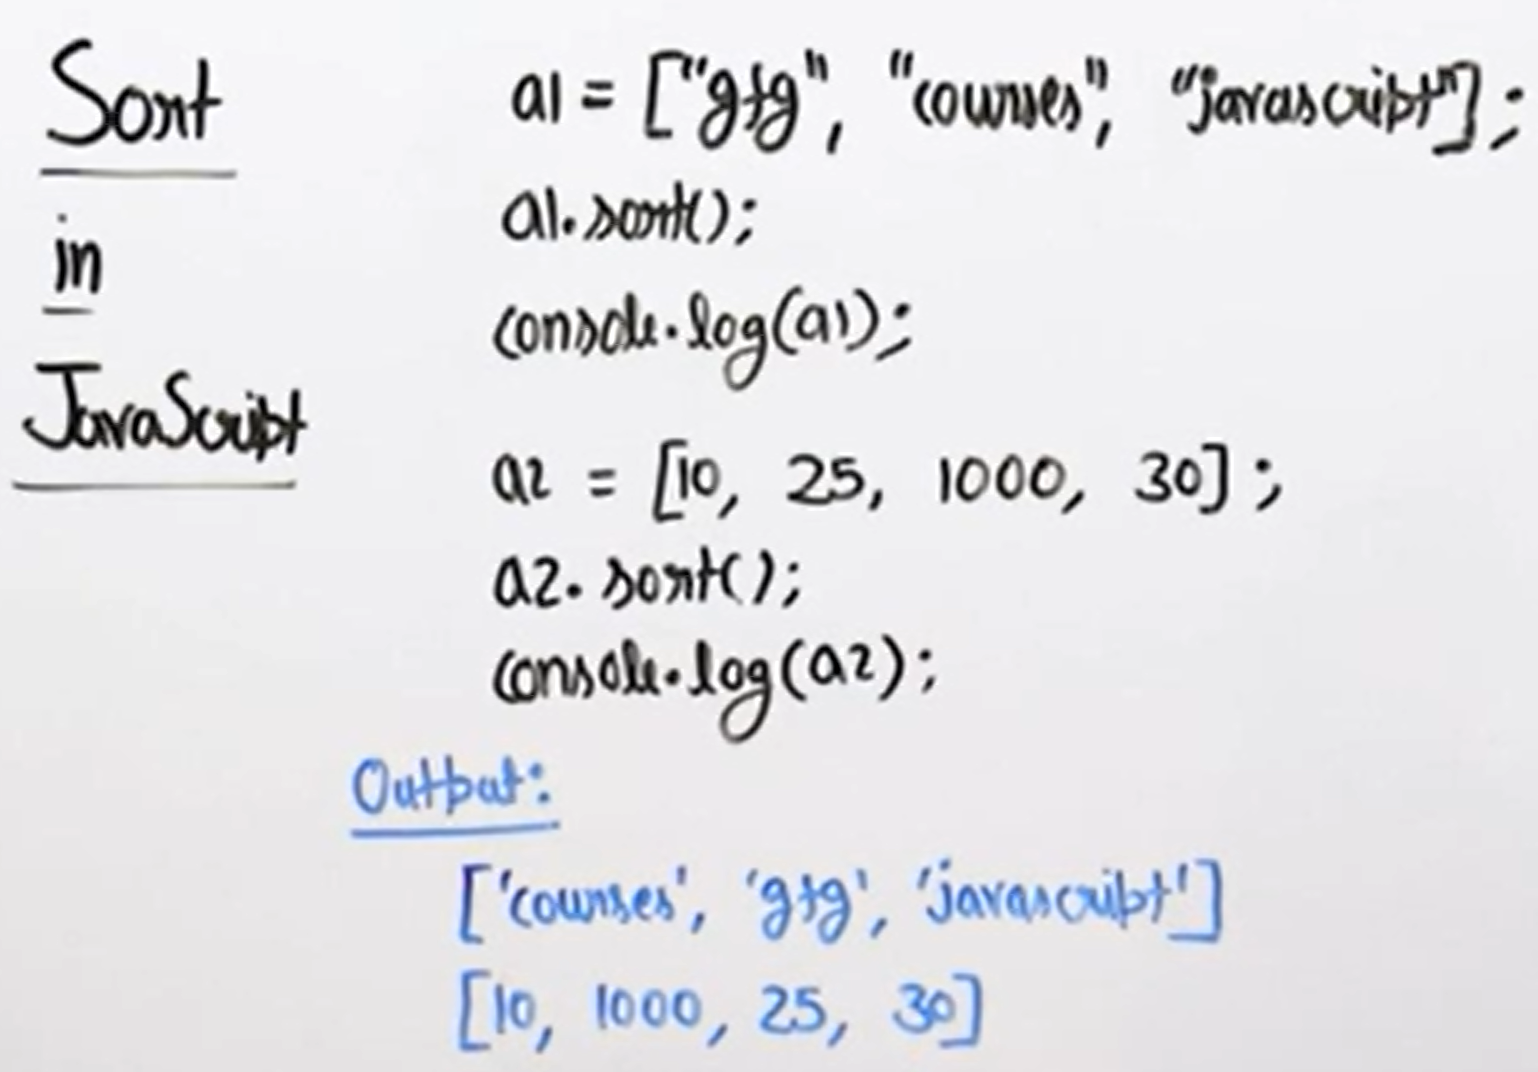 Sort
in
JavaScript
a1 = ["gfg", "courses", "javascript"];
a1.sort();
console.log(a1);
a2 = [10, 25, 1000, 30];
a2.sort();
console.log(a2);
Output:
['courses', 'gfg', 'javascript']
[10, 1000, 25, 30]